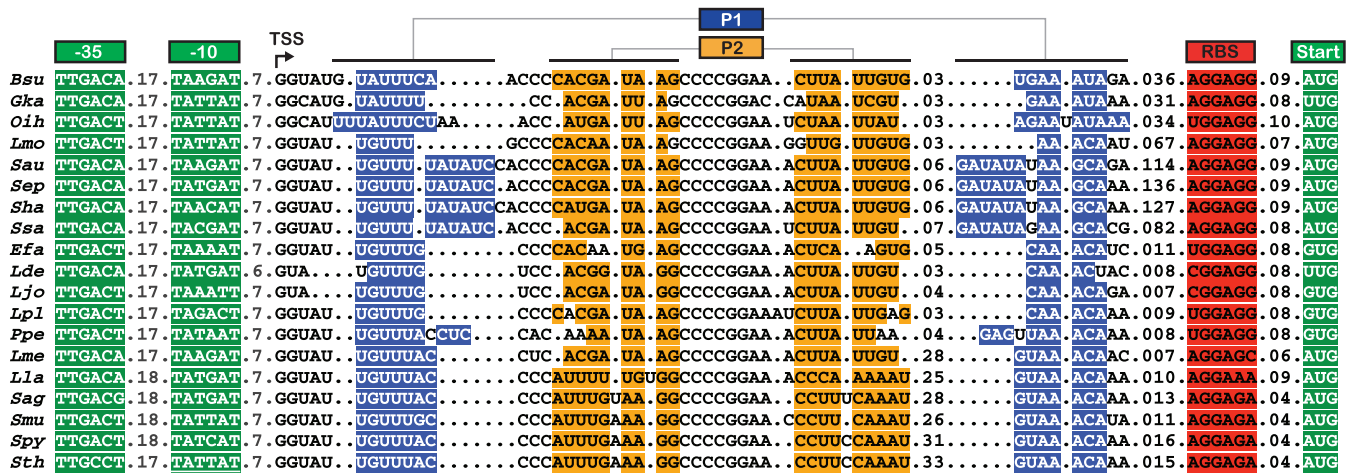 P1
P2
-35 -10 TSS RBS Start
Bsu TTGACA.17.TAAGAT.7.GGUAUG.UAUUUCA......ACCCCACGA.UA.AGCCCCGGAA..CUUA.UUGUG.03......UGAA.AUAGA.036.AGGAGG.09.AUG
Gka TTGACA.17.TATTAT.7.GGCAUG.UAUUUU.........CC..ACGA.UU.AGCCCCGGAC.CAUAA.UCGU..03.......GAA.AUAAA.031.AGGAGG.08.UUG
Oih TTGACA.17.TATTAT.7.GGCAUUUUAUUUCUAA.....ACC..AUGA.UU.AGCCCCGGAA.UCUAA.UUAU..03......AGAAUAUAAA.034.UGGAGG.10.AUG
Lmo TTGACT.17.TATTAT.7.GGUAU..UGUUU........GCCCCACAA.UA.AGCCCCGGAA.GGUUG.UUGUG.03........AA.ACAAU.067.AGGAGG.07.AUG
Sau TTGACA.17.TAAGAT.7.GGUAU..UGUUU.UAUAUCCACCCCACGA.UA.AGCCCCGGAA.ACUUA.UUGUG.06.GAUAUAUAA.GCAGA.114.AGGAGG.09.AUG
Sep TTGACA.17.TATGAT.7.GGUAU..UGUUU.UAUAUC.ACCCCACGA.UA.AGCCCCGGAA.ACUUA.UUGUG.06.GAUAUAUAA.GCAAA.136.AGGAGG.09.AUG
Sha TTGACA.17.TAACAT.7.GGUAU..UGUUU.UAUAUCCACCCCAUGA.UA.AGCCCCGGAA.ACUUA.UUGUG.06.GAUAUAUAA.GCAAA.127.AGGAGG.09.AUG
Ssa TTGACA.17.TACGAT.7.GGUAU..UGUUU.UAUAUC.ACCC.ACGA.UA.AGCCCCGGAA.UCUUA.UUGU..07.GAUAUAGAA.GCACG.082.AGGAGG.09.AUG
Efa TTGACT.17.TAAAAT.7.GGUAU..UGUUUG........CCCCACAA.UG.AGCCCCGGAA.ACUCA..AGUG.05.......CAA.ACAUC.011.UGGAGG.08.GUG
Lde TTGACA.17.TATGAT.6.GUA....UGUUUG........UCC..ACGG.UA.GGCCCCGGAA.ACUUA.UUGU..03.......CAA.ACUAC.008.CGGAGG.08.UUG
Ljo TTGACT.17.TAAATT.7.GUA....UGUUUG........UCC..ACGA.UA.GGCCCCGGAA.ACUUA.UUGU..04.......CAA.ACAGA.007.CGGAGG.08.GUG
Lpl TTGACT.17.TAGACT.7.GGUAU..UGUUUG........CCCCACGA.UA.AGCCCCGGAAAUCUUA.UUGAG.03.......CAA.ACAAA.009.UGGAGG.08.GUG
Ppe TTGACT.17.TATAAT.7.GGUAU..UGUUUACCUC....CAC..AAAA.UA.AGCCCCGGAA.ACUUA.UUAA..04...GAGUUAA.ACAAA.008.UGGAGG.08.UUG
Lme TTGACT.17.TAAGAT.7.GGUAU..UGUUUAC.......CUC..ACGA.UA.AGCCCCGGAA.ACUUA.UUGU..28......GUAA.ACAAC.007.AGGAGC.06.AUG
Lla TTGACA.18.TATGAT.7.GGUAU..UGUUUAC.......CCCAUUUU.UGUGGCCCCGGAA.ACCCA.AAAAU.25......GUAA.ACAAA.010.AGGAAA.09.AUG
Sag TTGACG.18.TATGAT.7.GGUAU..UGUUUAC.......CCCAUUUGUAA.GGCCCCGGAA.CCUUUCAAAU.28......GUAA.ACAAA.013.AGGAGA.04.AUG
Smu TTGACT.18.TATTAT.7.GGUAU..UGUUUGC.......CCCAUUUGAAA.GGCCCCGGAA.CCCUUCAAAU.26......GUAA.ACAUA.011.AGGAGA.04.AUG
Spy TTGACT.18.TATCAT.7.GGUAU..UGUUUAC.......CCCAUUUGAAA.GGCCCCGGAA..CCUUCCAAAU.31......GUAA.ACAAA.016.AGGAGA.04.AUG
Sth TTGCCT.17.TATTAT.7.GGUAU..UGUUUAC.......CCCAUUUGAAA.GGCCCCGGAA..CCUUCCAAAU.33......GUAA.ACAAA.015.AGGAGA.04.AUG